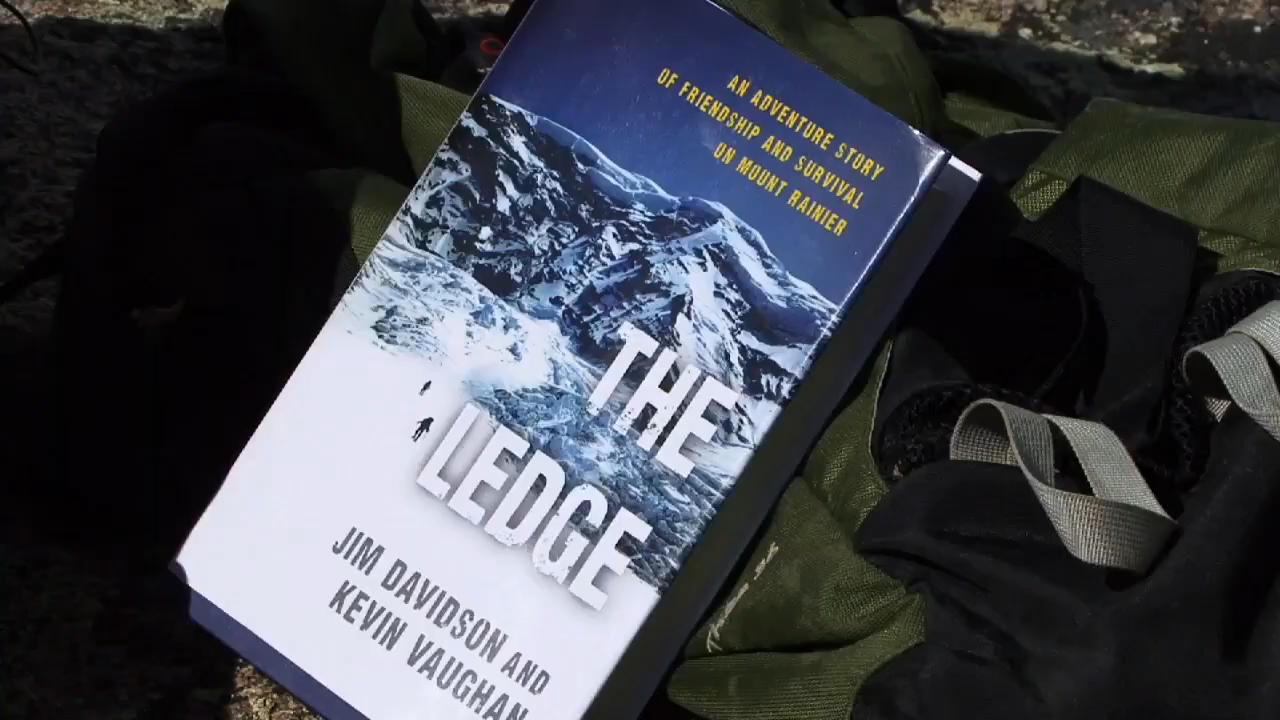 AN ADVENTURE STORY
OF FRIENDSHIP AND SURVIVAL
ON MOUNT RAINIER
THE
LEDGE
JIM DAVIDSON AND
KEVIN VAUGHAN